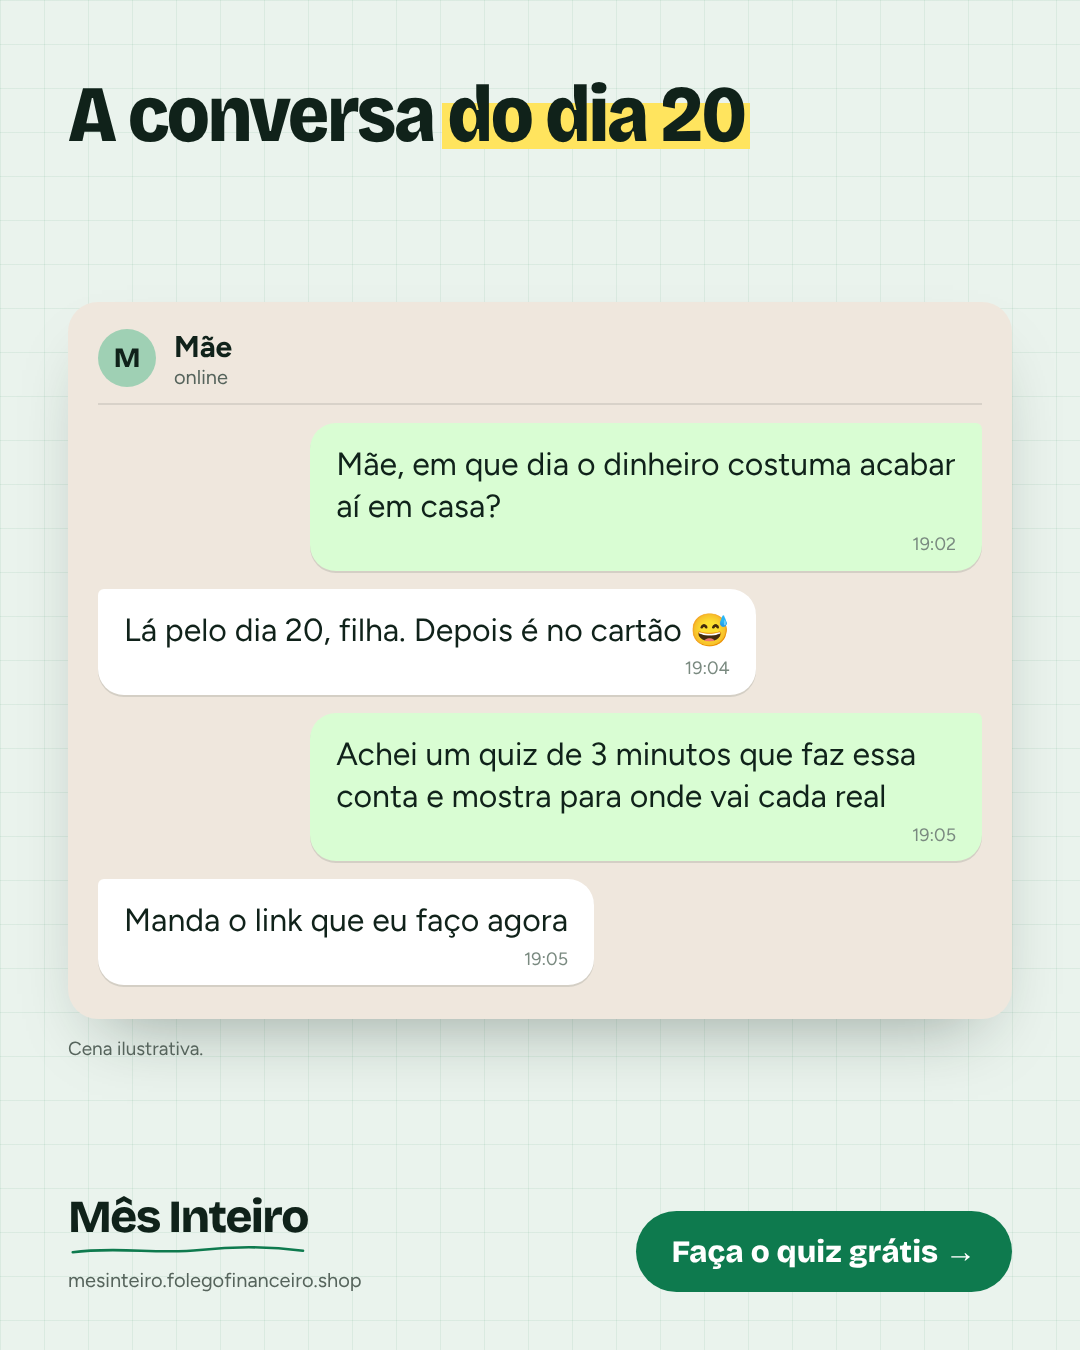 A conversa do dia 20
M
Mãe
online
Mãe, em que dia o dinheiro costuma acabar
aí em casa?
19:02
Lá pelo dia 20, filha. Depois é no cartão 😅
19:04
Achei um quiz de 3 minutos que faz essa
conta e mostra para onde vai cada real
19:05
Manda o link que eu faço agora
19:05
Cena ilustrativa.
Mês Inteiro
mesinteiro.folegofinanceiro.shop
Faça o quiz grátis →